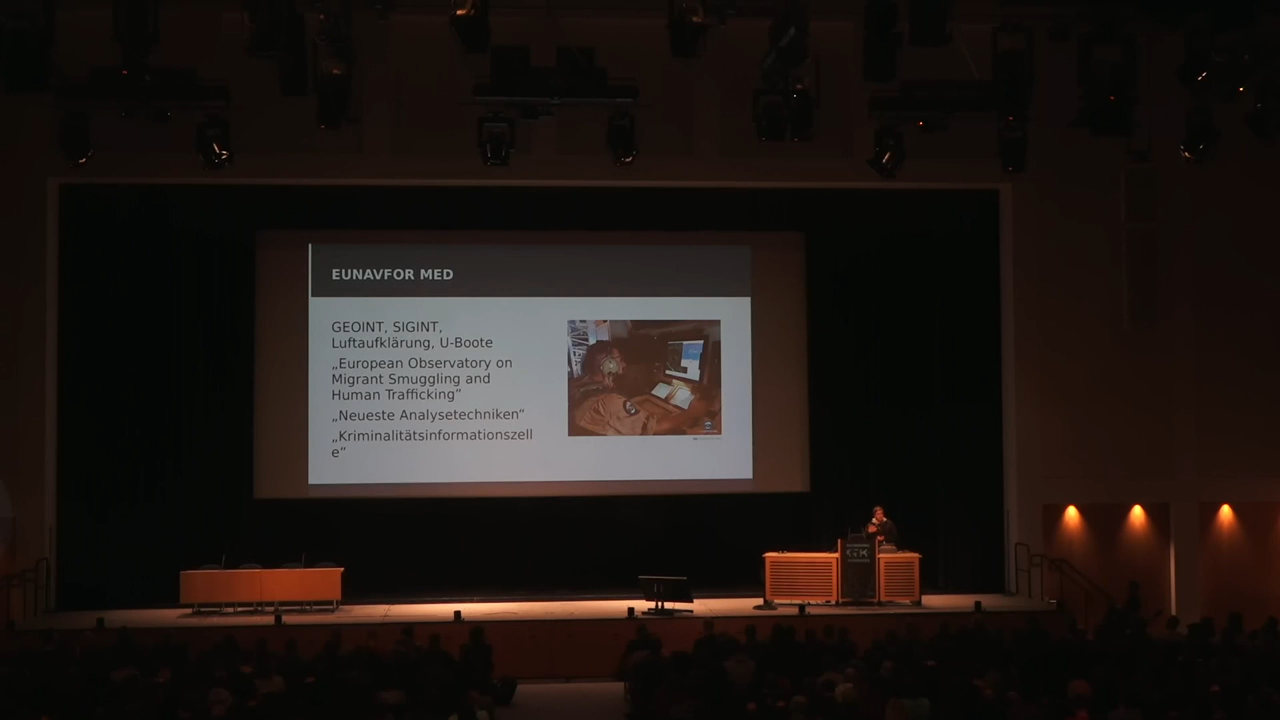 EUNAVFOR MED
GEOINT, SIGINT,
Luftaufklärung, U-Boote
„European Observatory on
Migrant Smuggling and
Human Trafficking“
„Neueste Analysetechniken“
„Kriminalitätsinformationszell
e“